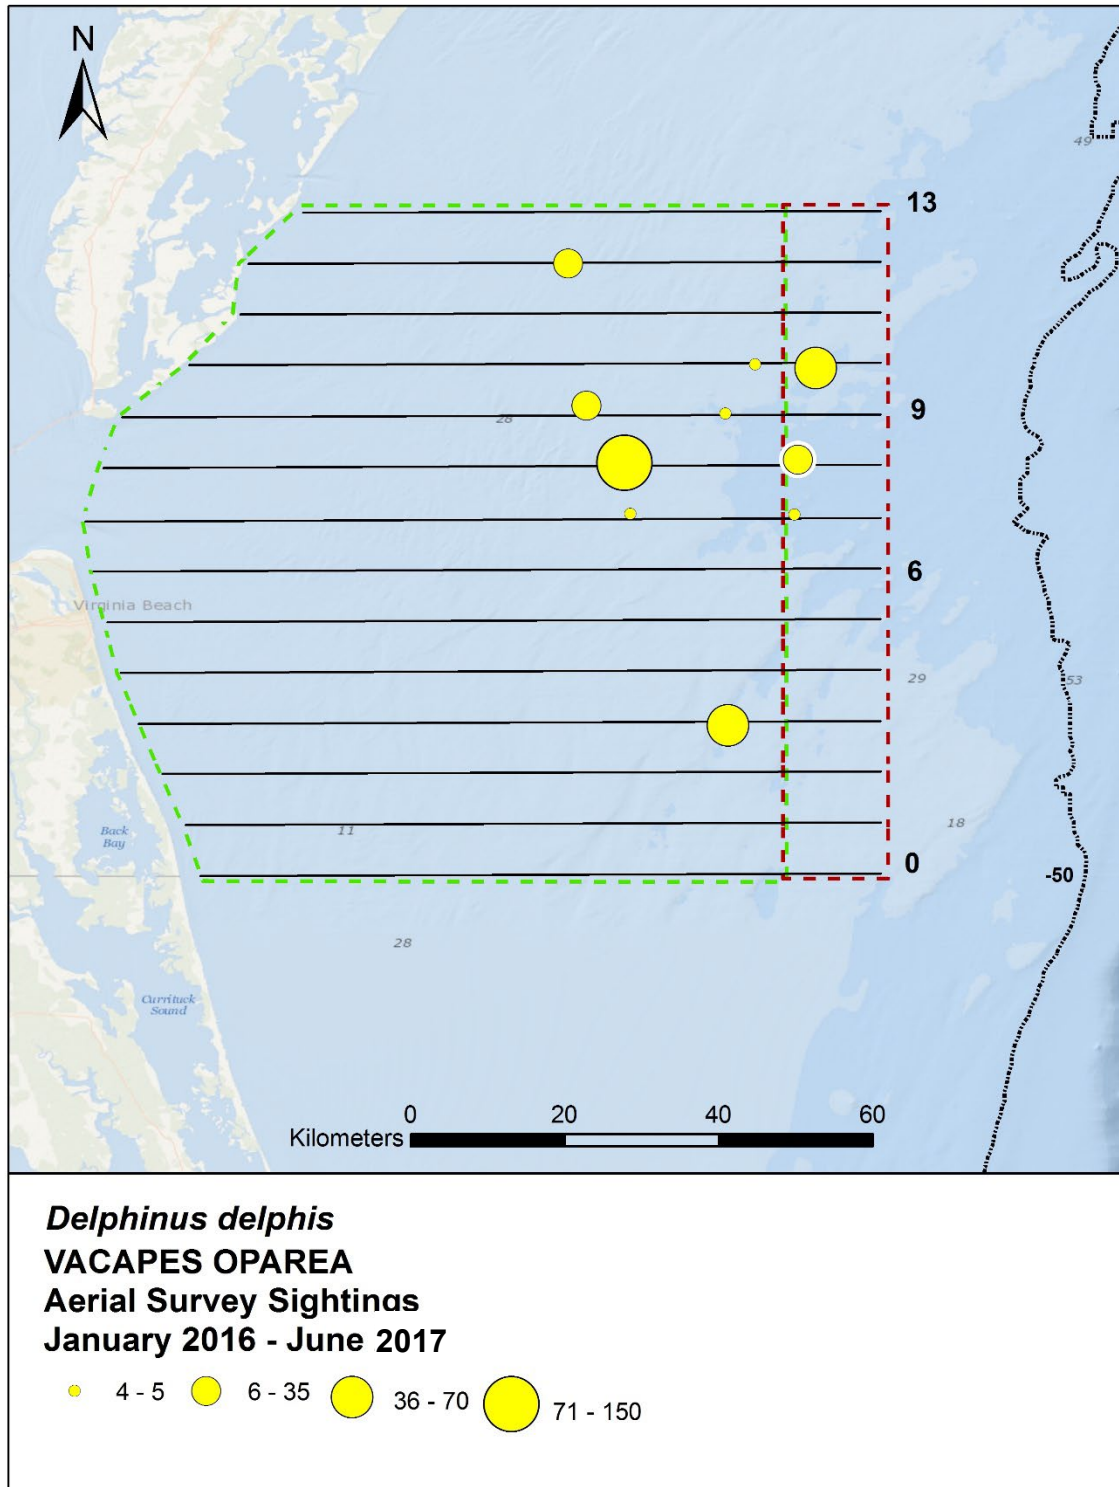 N
49
13
28
9
6
Virginia Beach
29
53
18
11
Back
Bay
0
-50
28
Currituck
Sound
0 20 40 60
Kilometers
Delphinus delphis
VACAPES OPAREA
Aerial Survey Sightings
January 2016 - June 2017
4 - 5 6 - 35 36 - 70 71 - 150